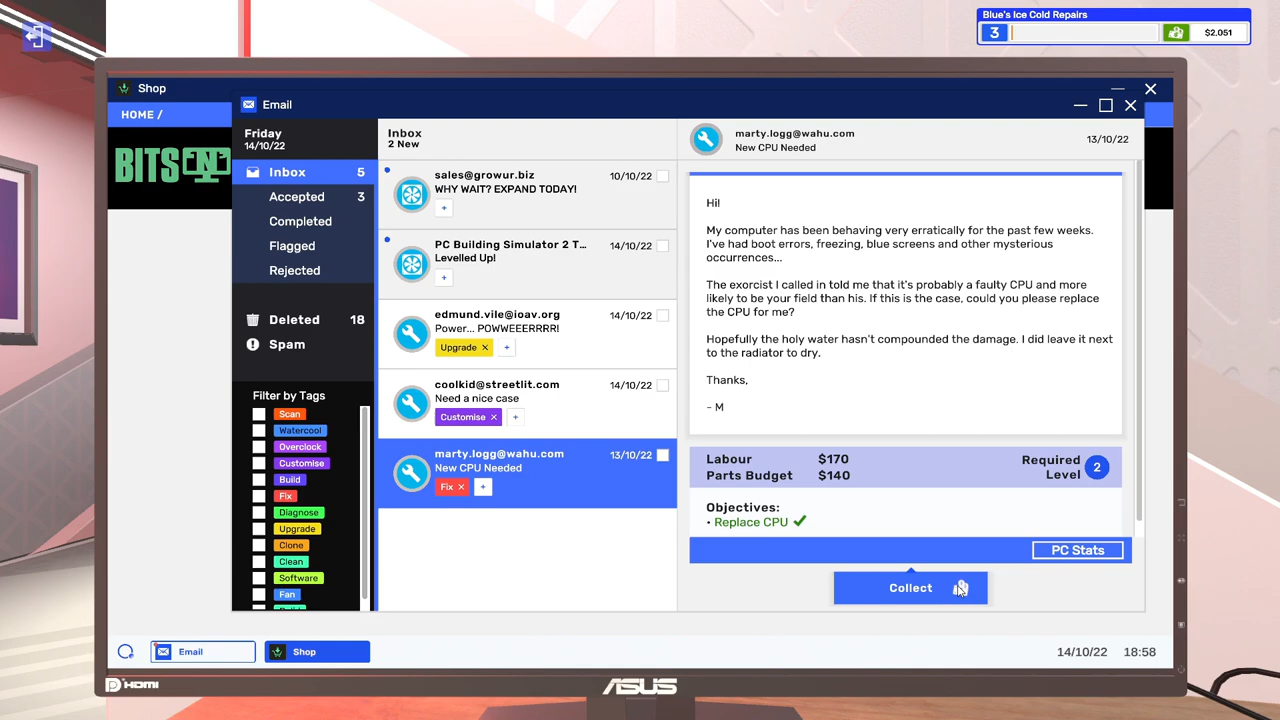 Blue's Ice Cold Repairs
3
$2,051
Shop
HOME /
BITS
Email
Friday
14/10/22
Inbox 5
Accepted 3
Completed
Flagged
Rejected
Deleted 18
Spam
Filter by Tags
Scan
Watercool
Overclock
Customise
Build
Fix
Diagnose
Upgrade
Clone
Clean
Software
Fan
Inbox
2 New
sales@growur.biz 10/10/22
WHY WAIT? EXPAND TODAY!
+
PC Building Simulator 2 T... 14/10/22
Levelled Up!
+
edmund.vile@ioav.org 14/10/22
Power... POWWEEERRRR!
Upgrade × +
coolkid@streetlit.com 14/10/22
Need a nice case
Customise × +
marty.logg@wahu.com 13/10/22
New CPU Needed
Fix × +
marty.logg@wahu.com 13/10/22
New CPU Needed
Hi!
My computer has been behaving very erratically for the past few weeks.
I've had boot errors, freezing, blue screens and other mysterious
occurrences...
The exorcist I called in told me that it's probably a faulty CPU and more
likely to be your field than his. If this is the case, could you please replace
the CPU for me?
Hopefully the holy water hasn't compounded the damage. I did leave it next
to the radiator to dry.
Thanks,
- M
Labour $170
Parts Budget $140
Required
Level 2
Objectives:
• Replace CPU ✓
PC Stats
Collect
Email
Shop
14/10/22 18:58
HDMI
ASUS